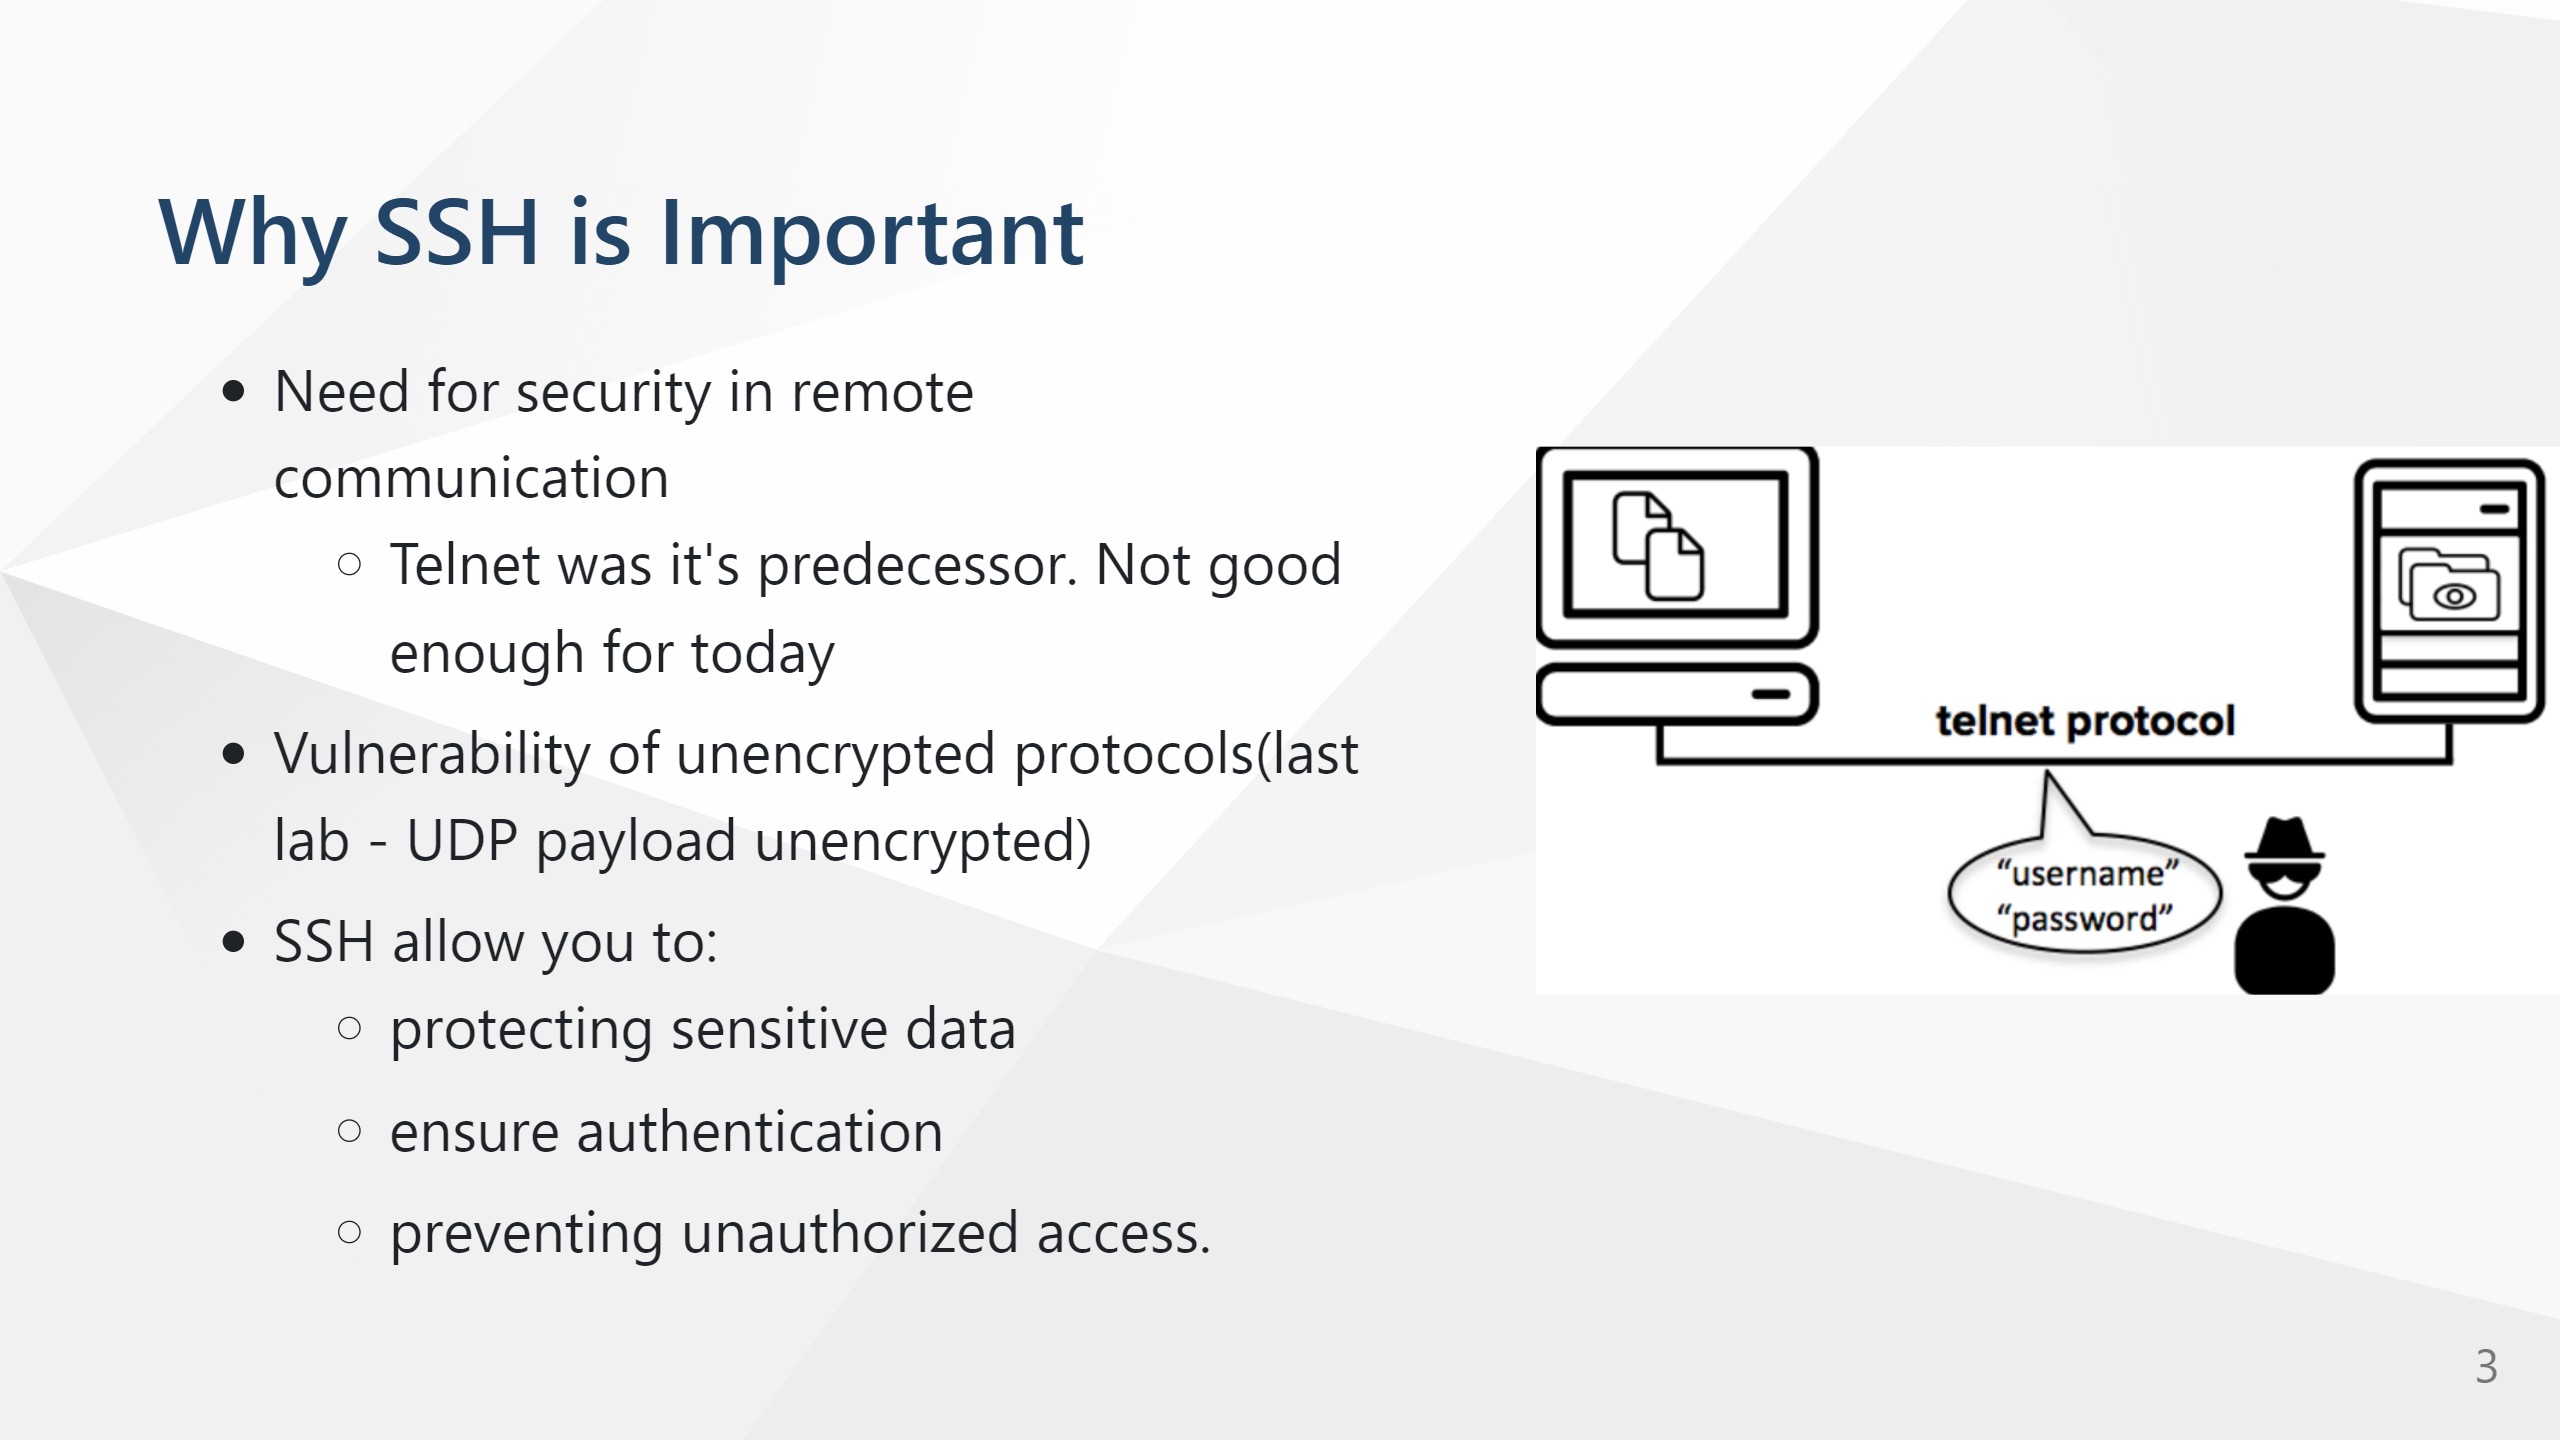 Why SSH is Important
• Need for security in remote
communication
○ Telnet was it's predecessor. Not good
enough for today
• Vulnerability of unencrypted protocols(last
lab - UDP payload unencrypted)
• SSH allow you to:
○ protecting sensitive data
○ ensure authentication
○ preventing unauthorized access.
telnet protocol
“username”
“password”
3